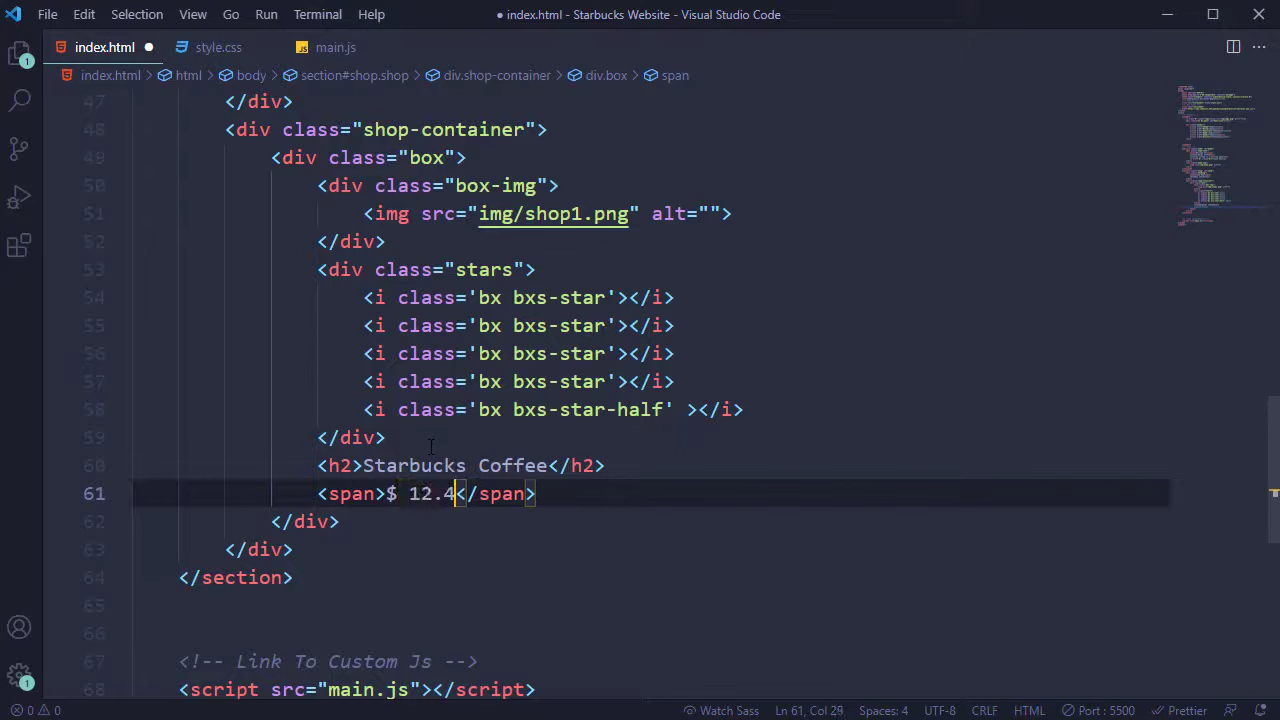 File Edit Selection View Go Run Terminal Help ● index.html - Starbucks Website - Visual Studio Code
index.html ● style.css JS main.js
index.html > html > body > section#shop.shop > div.shop-container > div.box > span
47 </div>
48 <div class="shop-container">
49 <div class="box">
50 <div class="box-img">
51 <img src="img/shop1.png" alt="">
52 </div>
53 <div class="stars">
54 <i class='bx bxs-star'></i>
55 <i class='bx bxs-star'></i>
56 <i class='bx bxs-star'></i>
57 <i class='bx bxs-star'></i>
58 <i class='bx bxs-star-half' ></i>
59 </div>
60 <h2>Starbucks Coffee</h2>
61 <span>$ 12.4</span>
62 </div>
63 </div>
64 </section>
65
66
67 <!-- Link To Custom Js -->
68 <script src="main.js"></script>
1
1
0 0 Watch Sass Ln 61, Col 29 Spaces: 4 UTF-8 CRLF HTML Port : 5500 Prettier